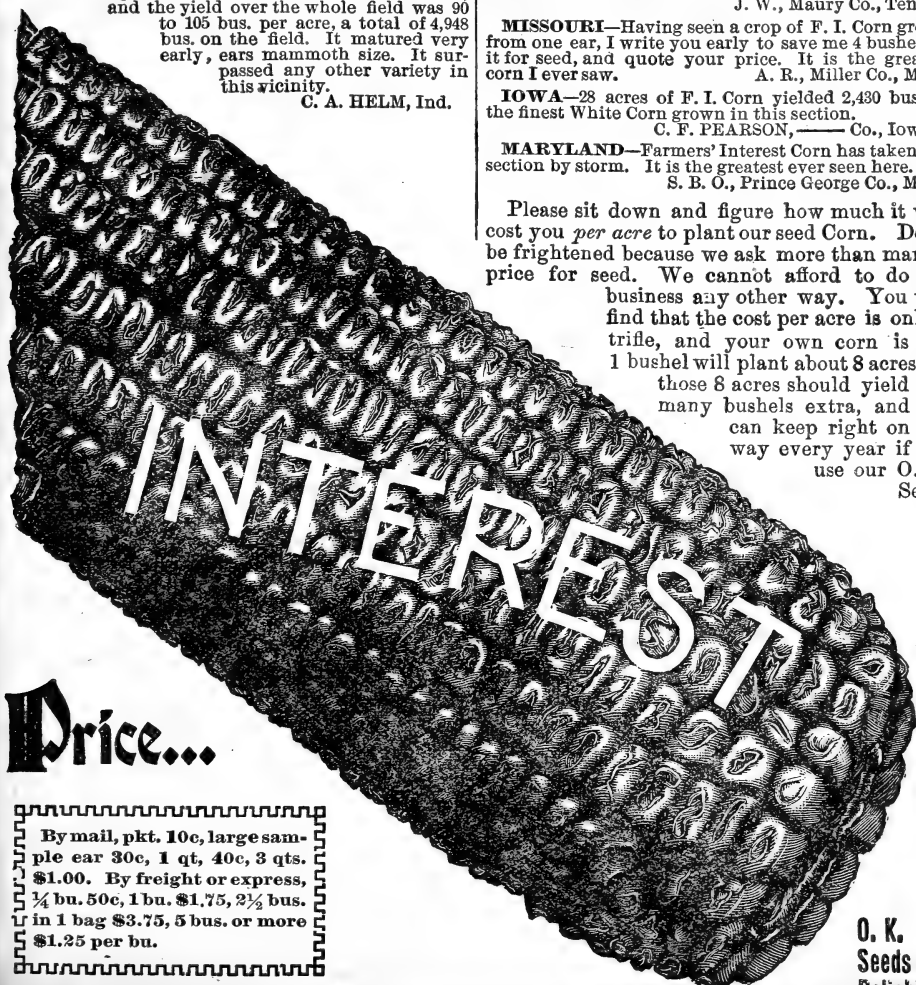 and the yield over the whole field was 90
to 105 bus. per acre, a total of 4,948
bus. on the field. It matured very
early, ears mammoth size. It sur-
passed any other variety in
this vicinity.
C. A. HELM, Ind.
J. W., Maury Co., Ten
MISSOURI—Having seen a crop of F. I. Corn gr
from one ear, I write you early to save me 4 bushe
it for seed, and quote your price. It is the grea
corn I ever saw. A. R., Miller Co., M
IOWA—28 acres of F. I. Corn yielded 2,430 bus
the finest White Corn grown in this section.
C. F. PEARSON,—— Co., Iow
MARYLAND—Farmers' Interest Corn has taken
section by storm. It is the greatest ever seen here.
S. B. O., Prince George Co., M
Please sit down and figure how much it
cost you per acre to plant our seed Corn. D
be frightened because we ask more than mar
price for seed. We cannot afford to do
business any other way. You
find that the cost per acre is onl
trifle, and your own corn is
1 bushel will plant about 8 acres
those 8 acres should yield
many bushels extra, and
can keep right on
way every year if
use our O.
Se
INTEREST
Price...
By mail, pkt. 10c, large sam-
ple ear 30c, 1 qt, 40c, 3 qts.
$1.00. By freight or express,
¼ bu. 50c, 1 bu. $1,75, 2½ bus.
in 1 bag $3.75, 5 bus. or more
$1.25 per bu.
O. K.
Seeds